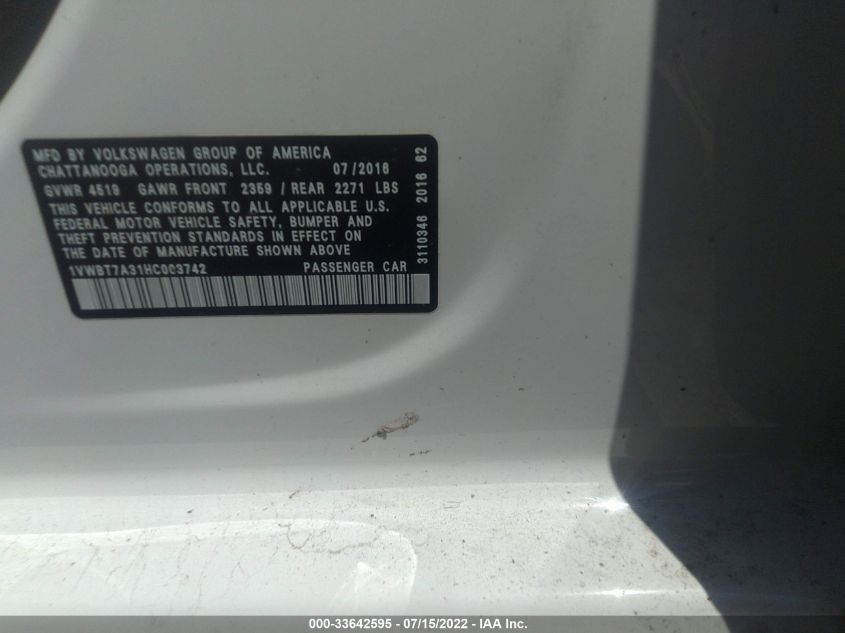 MFD BY VOLKSWAGEN GROUP OF AMERICA
CHATTANOOGA OPERATIONS, LLC. 07/2016
GVWR 4519 GAWR FRONT 2359 / REAR 2271 LBS
THIS VEHICLE CONFORMS TO ALL APPLICABLE U.S.
FEDERAL MOTOR VEHICLE SAFETY, BUMPER AND
THEFT PREVENTION STANDARDS IN EFFECT ON
THE DATE OF MANUFACTURE SHOWN ABOVE
1VWBT7A31HC003742 PASSENGER CAR
3110346 2016 62
000-33642595 - 07/15/2022 - IAA Inc.